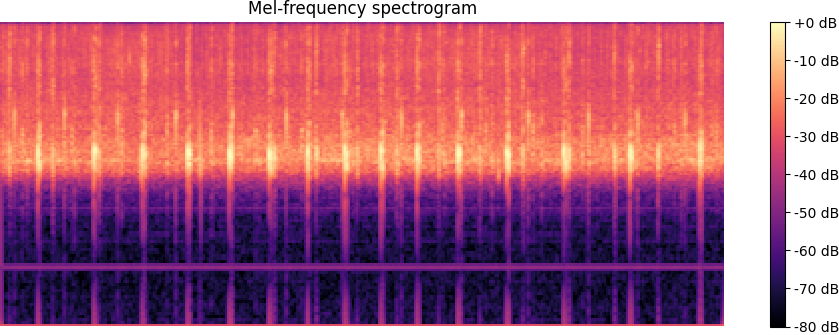 Mel-frequency spectrogram
+0 dB
-10 dB
-20 dB
-30 dB
-40 dB
-50 dB
-60 dB
-70 dB
-80 dB